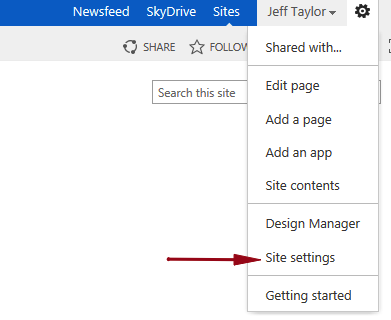 Newsfeed SkyDrive Sites Jeff Taylor
SHARE FOLLOW
Search this site
Shared with...
Edit page
Add a page
Add an app
Site contents
Design Manager
Site settings
Getting started